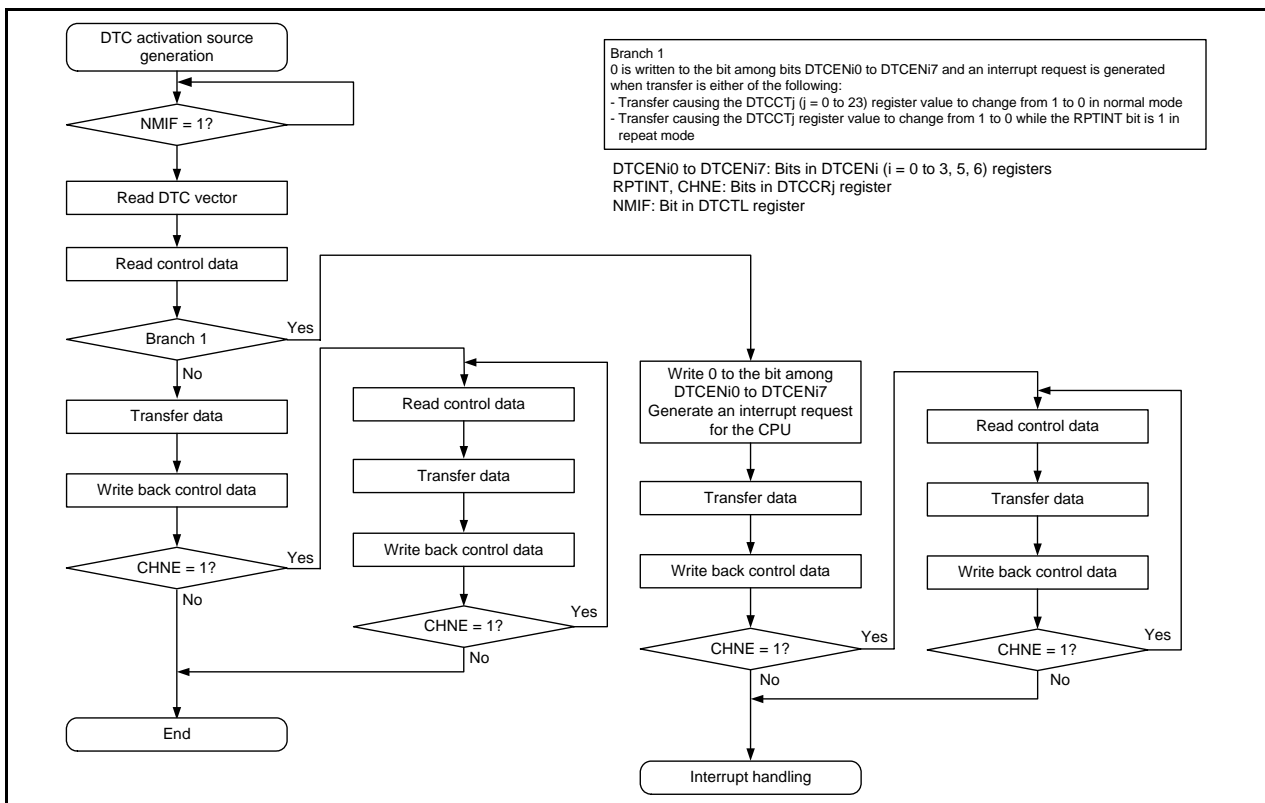 DTC activation source
generation
NMIF = 1?
Read DTC vector
Read control data
Branch 1
Yes
No
Transfer data
Write back control data
CHNE = 1?
Yes
No
End
Read control data
Transfer data
Write back control data
CHNE = 1?
Yes
No
Branch 1
0 is written to the bit among bits DTCENi0 to DTCENi7 and an interrupt request is generated
when transfer is either of the following:
- Transfer causing the DTCCTj (j = 0 to 23) register value to change from 1 to 0 in normal mode
- Transfer causing the DTCCTj register value to change from 1 to 0 while the RPTINT bit is 1 in
repeat mode
DTCENi0 to DTCENi7: Bits in DTCENi (i = 0 to 3, 5, 6) registers
RPTINT, CHNE: Bits in DTCCRj register
NMIF: Bit in DTCTL register
Write 0 to the bit among
DTCENi0 to DTCENi7
Generate an interrupt request
for the CPU
Transfer data
Write back control data
CHNE = 1?
Yes
No
Interrupt handling
Read control data
Transfer data
Write back control data
CHNE = 1?
Yes
No